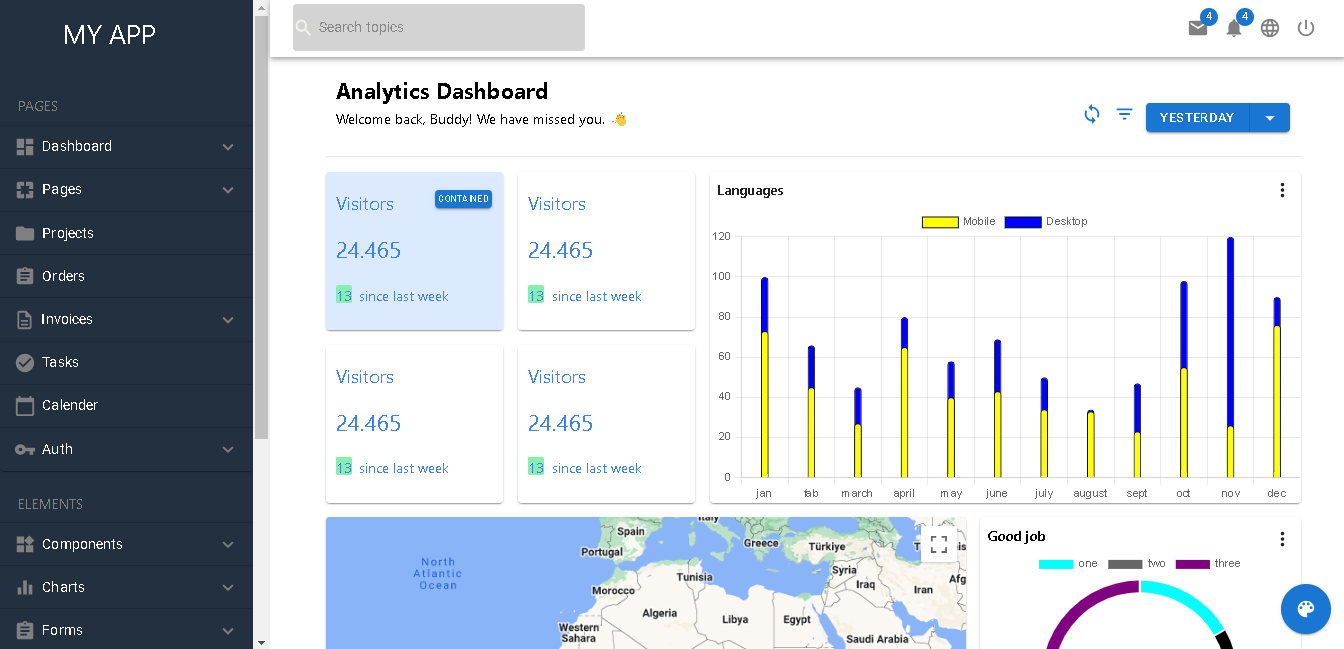 MY APP
PAGES
Dashboard
Pages
Projects
Orders
Invoices
Tasks
Calender
Auth
ELEMENTS
Components
Charts
Forms
Search topics
4
4
Analytics Dashboard
Welcome back, Buddy! We have missed you. 👋
YESTERDAY
Visitors
CONTAINED
24.465
13 since last week
Visitors
24.465
13 since last week
Visitors
24.465
13 since last week
Visitors
24.465
13 since last week
Languages
Mobile Desktop
120
100
80
60
40
20
0
jan fab march april may june july august sept oct nov dec
North
Atlantic
Ocean
Italy
Spain
Portugal
Greece
Türkiye
Tunisia
Syria
Morocco
Iraq
Iran
Afg
Algeria
Libya
Egypt
Western
Sahara
Saudi Arabia
Good job
one two three